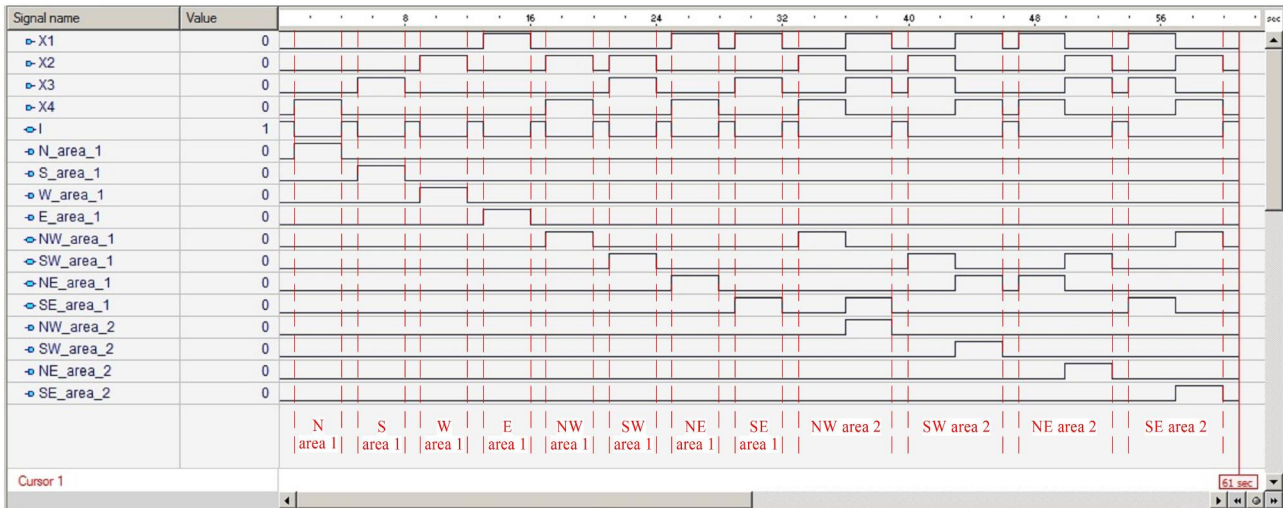 Signal name Value 8 16 24 32 40 48 56 sec
X1 0
X2 0
X3 0
X4 0
I 1
N_area_1 0
S_area_1 0
W_area_1 0
E_area_1 0
NW_area_1 0
SW_area_1 0
NE_area_1 0
SE_area_1 0
NW_area_2 0
SW_area_2 0
NE_area_2 0
SE_area_2 0
N S W E NW SW NE SE NW area 2 SW area 2 NE area 2 SE area 2
area 1 area 1 area 1 area 1 area 1 area 1 area 1 area 1
Cursor 1 61 sec